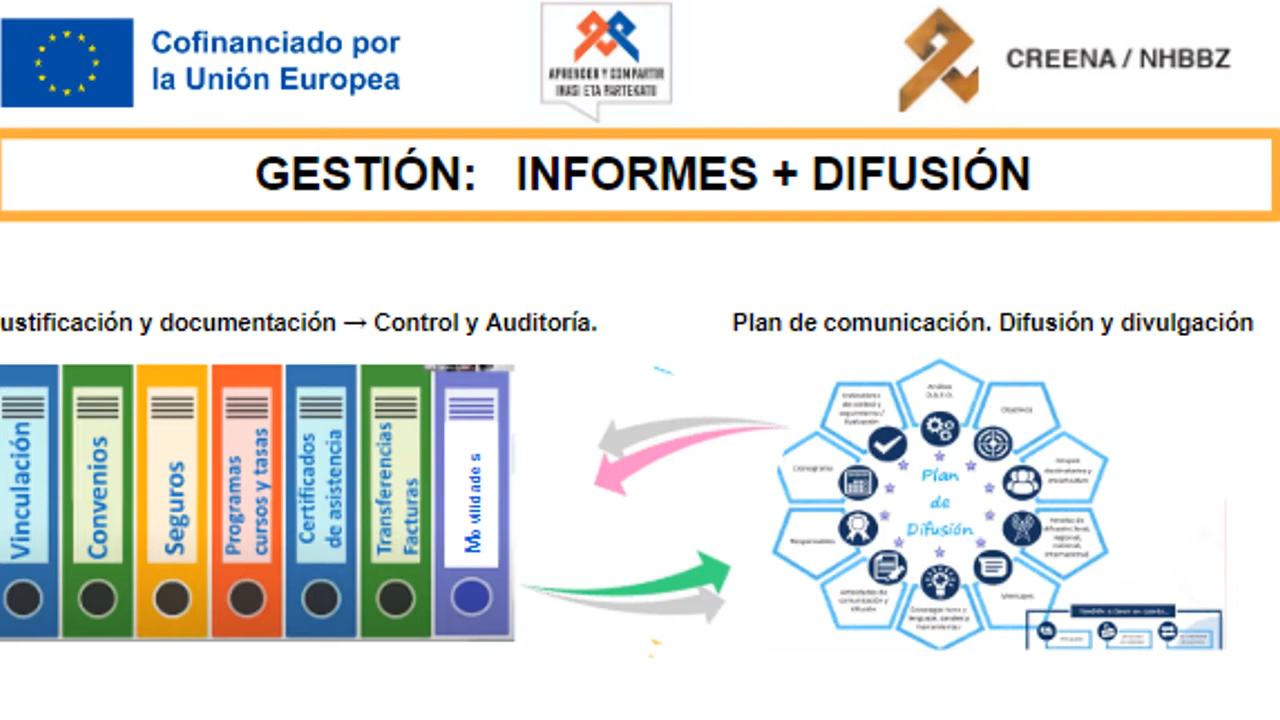 Cofinanciado por
la Unión Europea
APRENDER Y COMPARTIR
IKASI ETA PARTEKATU
CREENA / NHBBZ
GESTIÓN: INFORMES + DIFUSIÓN
ustificación y documentación → Control y Auditoría.
Plan de comunicación. Difusión y divulgación
Vinculación
Convenios
Seguros
Programas
cursos y tasas
Certificados
de asistencia
Transferencias
Facturas
Movilidades
Análisis
D.A.F.O.
Objetivos
Mensajes
Responsables
Cronograma
Plan
de
Difusión